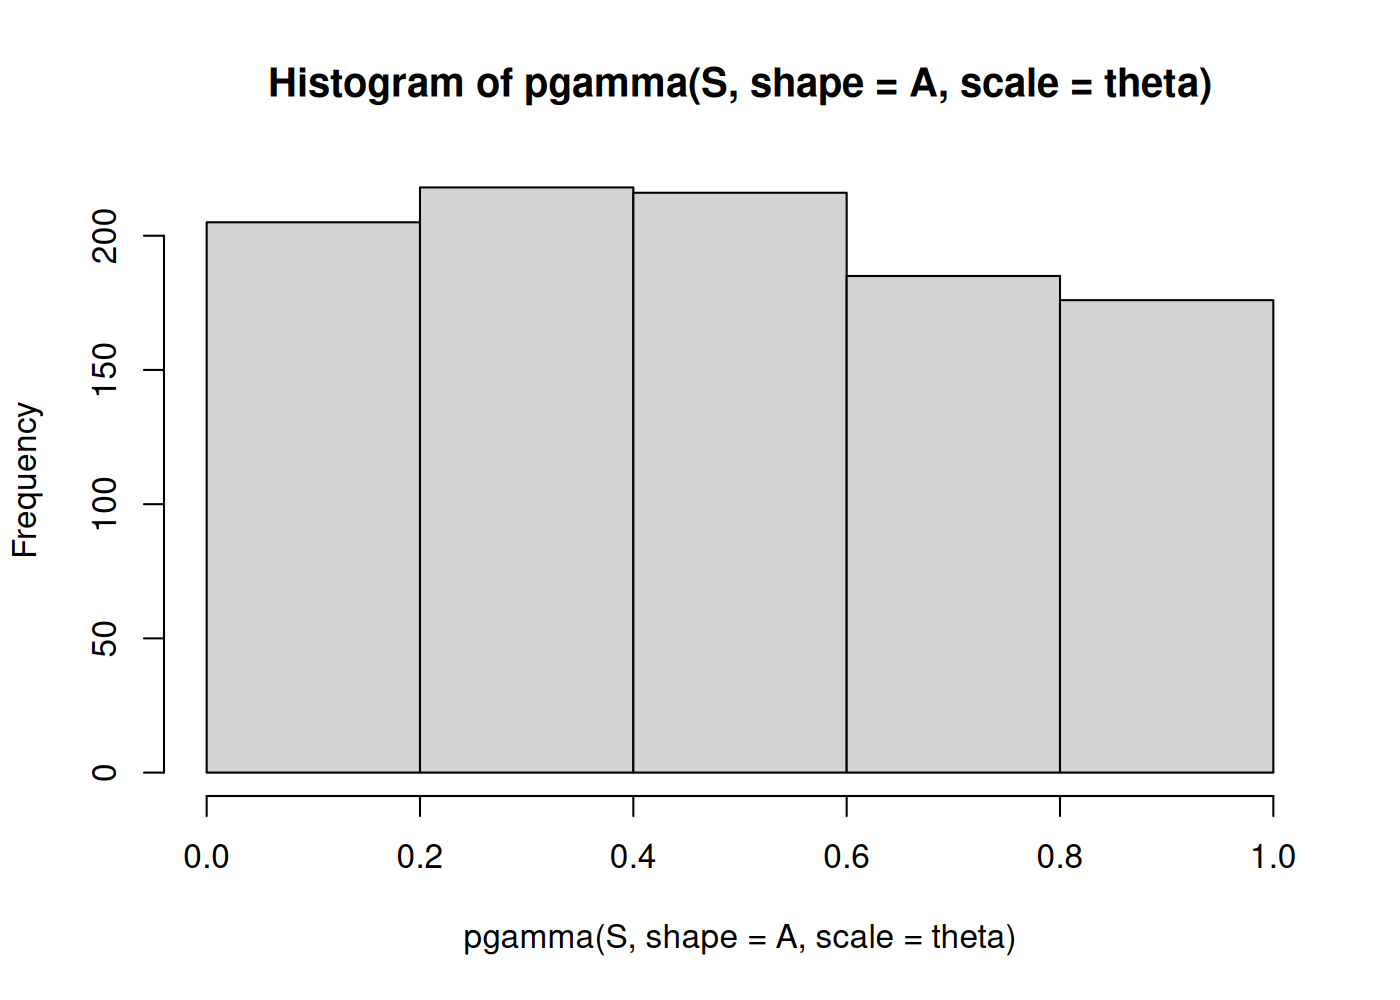 Histogram of pgamma(S, shape = A, scale = theta)
Frequency
200
150
100
50
0
0.0 0.2 0.4 0.6 0.8 1.0
pgamma(S, shape = A, scale = theta)